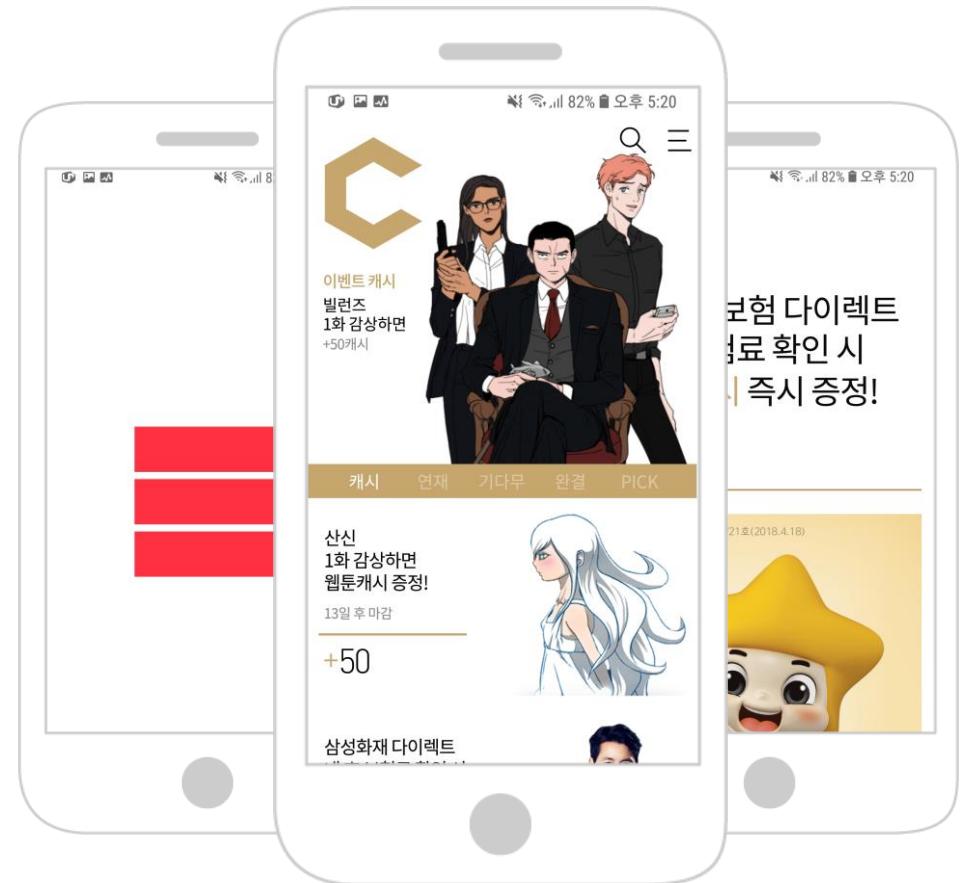 82% 오후 5:20
이벤트 캐시
빌런즈
1화 감상하면
+50캐시
캐시 연재 기다무 완결 PICK
산신
1화 감상하면
웹툰캐시 증정!
13일 후 마감
+50
삼성화재 다이렉트
8
82% 오후 5:20
보험 다이렉트
확인 시
즉시 증정!
21호(2018.4.18)